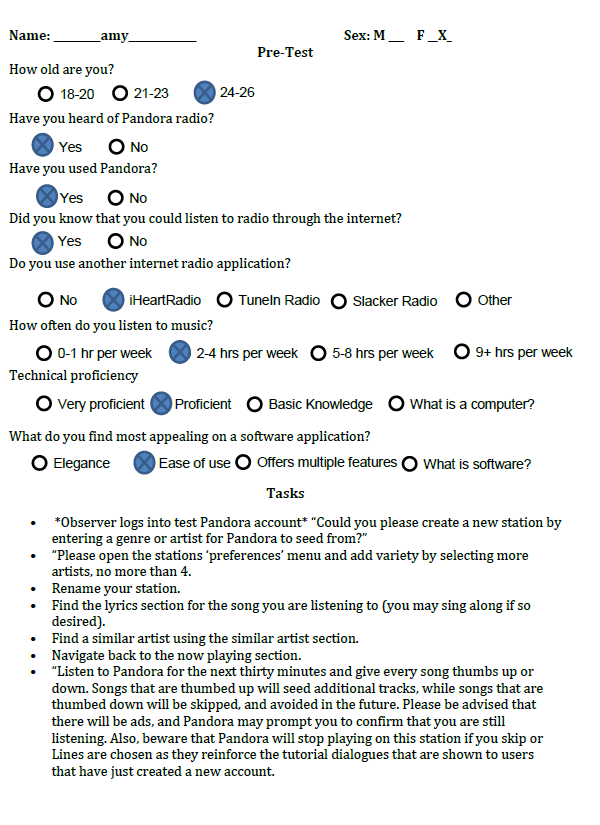 Name: ________amy____________ Sex: M ___ F __X_
Pre-Test
How old are you?
18-20 21-23 24-26
Have you heard of Pandora radio?
Yes No
Have you used Pandora?
Yes No
Did you know that you could listen to radio through the internet?
Yes No
Do you use another internet radio application?
No iHeartRadio TuneIn Radio Slacker Radio Other
How often do you listen to music?
0-1 hr per week 2-4 hrs per week 5-8 hrs per week 9+ hrs per week
Technical proficiency
Very proficient Proficient Basic Knowledge What is a computer?
What do you find most appealing on a software application?
Elegance Ease of use Offers multiple features What is software?
Tasks
• *Observer logs into test Pandora account* “Could you please create a new station by
entering a genre or artist for Pandora to seed from?”
• “Please open the stations ‘preferences’ menu and add variety by selecting more
artists, no more than 4.
• Rename your station.
• Find the lyrics section for the song you are listening to (you may sing along if so
desired).
• Find a similar artist using the similar artist section.
• Navigate back to the now playing section.
• “Listen to Pandora for the next thirty minutes and give every song thumbs up or
down. Songs that are thumbed up will seed additional tracks, while songs that are
thumbed down will be skipped, and avoided in the future. Please be advised that
there will be ads, and Pandora may prompt you to confirm that you are still
listening. Also, beware that Pandora will stop playing on this station if you skip or
Lines are chosen as they reinforce the tutorial dialogues that are shown to users
that have just created a new account.